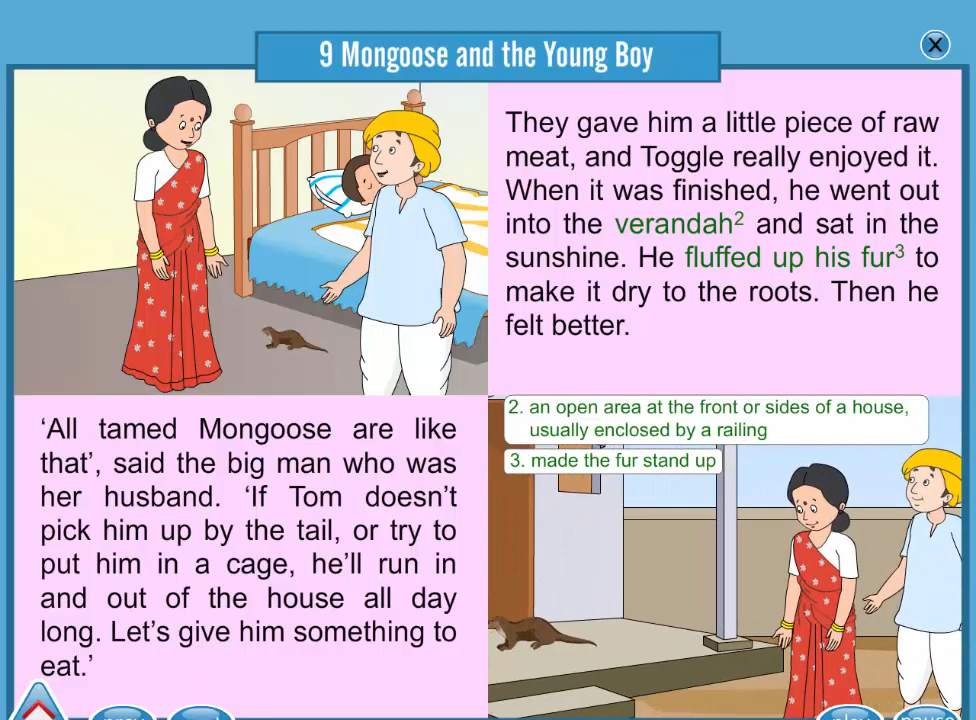 9 Mongoose and the Young Boy
They gave him a little piece of raw
meat, and Toggle really enjoyed it.
When it was finished, he went out
into the verandah² and sat in the
sunshine. He fluffed up his fur³ to
make it dry to the roots. Then he
felt better.
‘All tamed Mongoose are like
that’, said the big man who was
her husband. ‘If Tom doesn’t
pick him up by the tail, or try to
put him in a cage, he’ll run in
and out of the house all day
long. Let’s give him something to
eat.’
2. an open area at the front or sides of a house,
usually enclosed by a railing
3. made the fur stand up